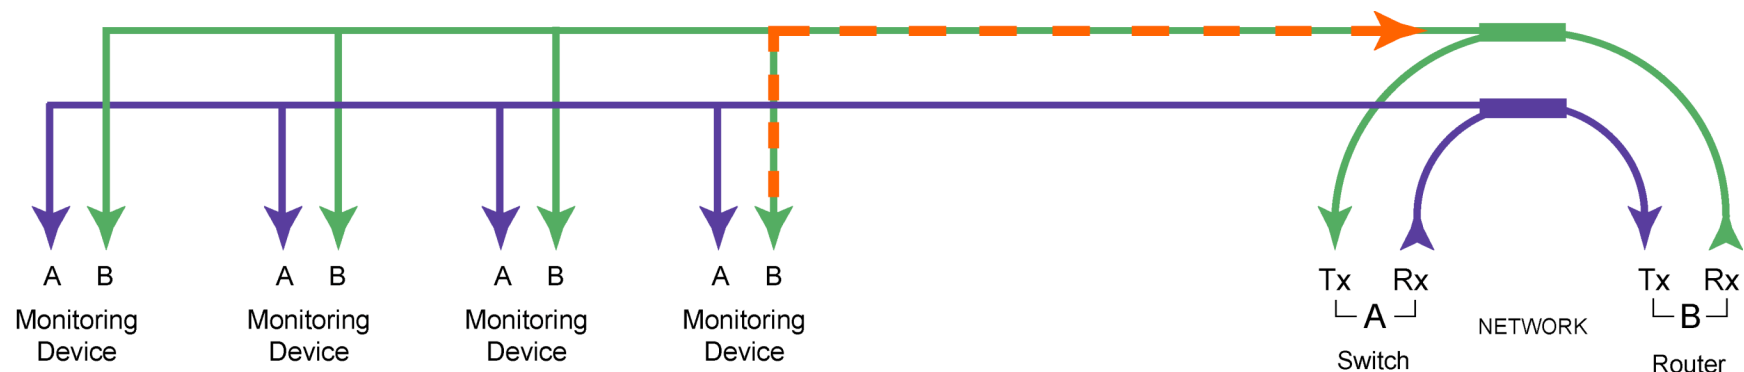 A B A B A B A B
Monitoring Device
Monitoring Device
Monitoring Device
Monitoring Device
Tx Rx
A
Switch
NETWORK
Tx Rx
B
Router